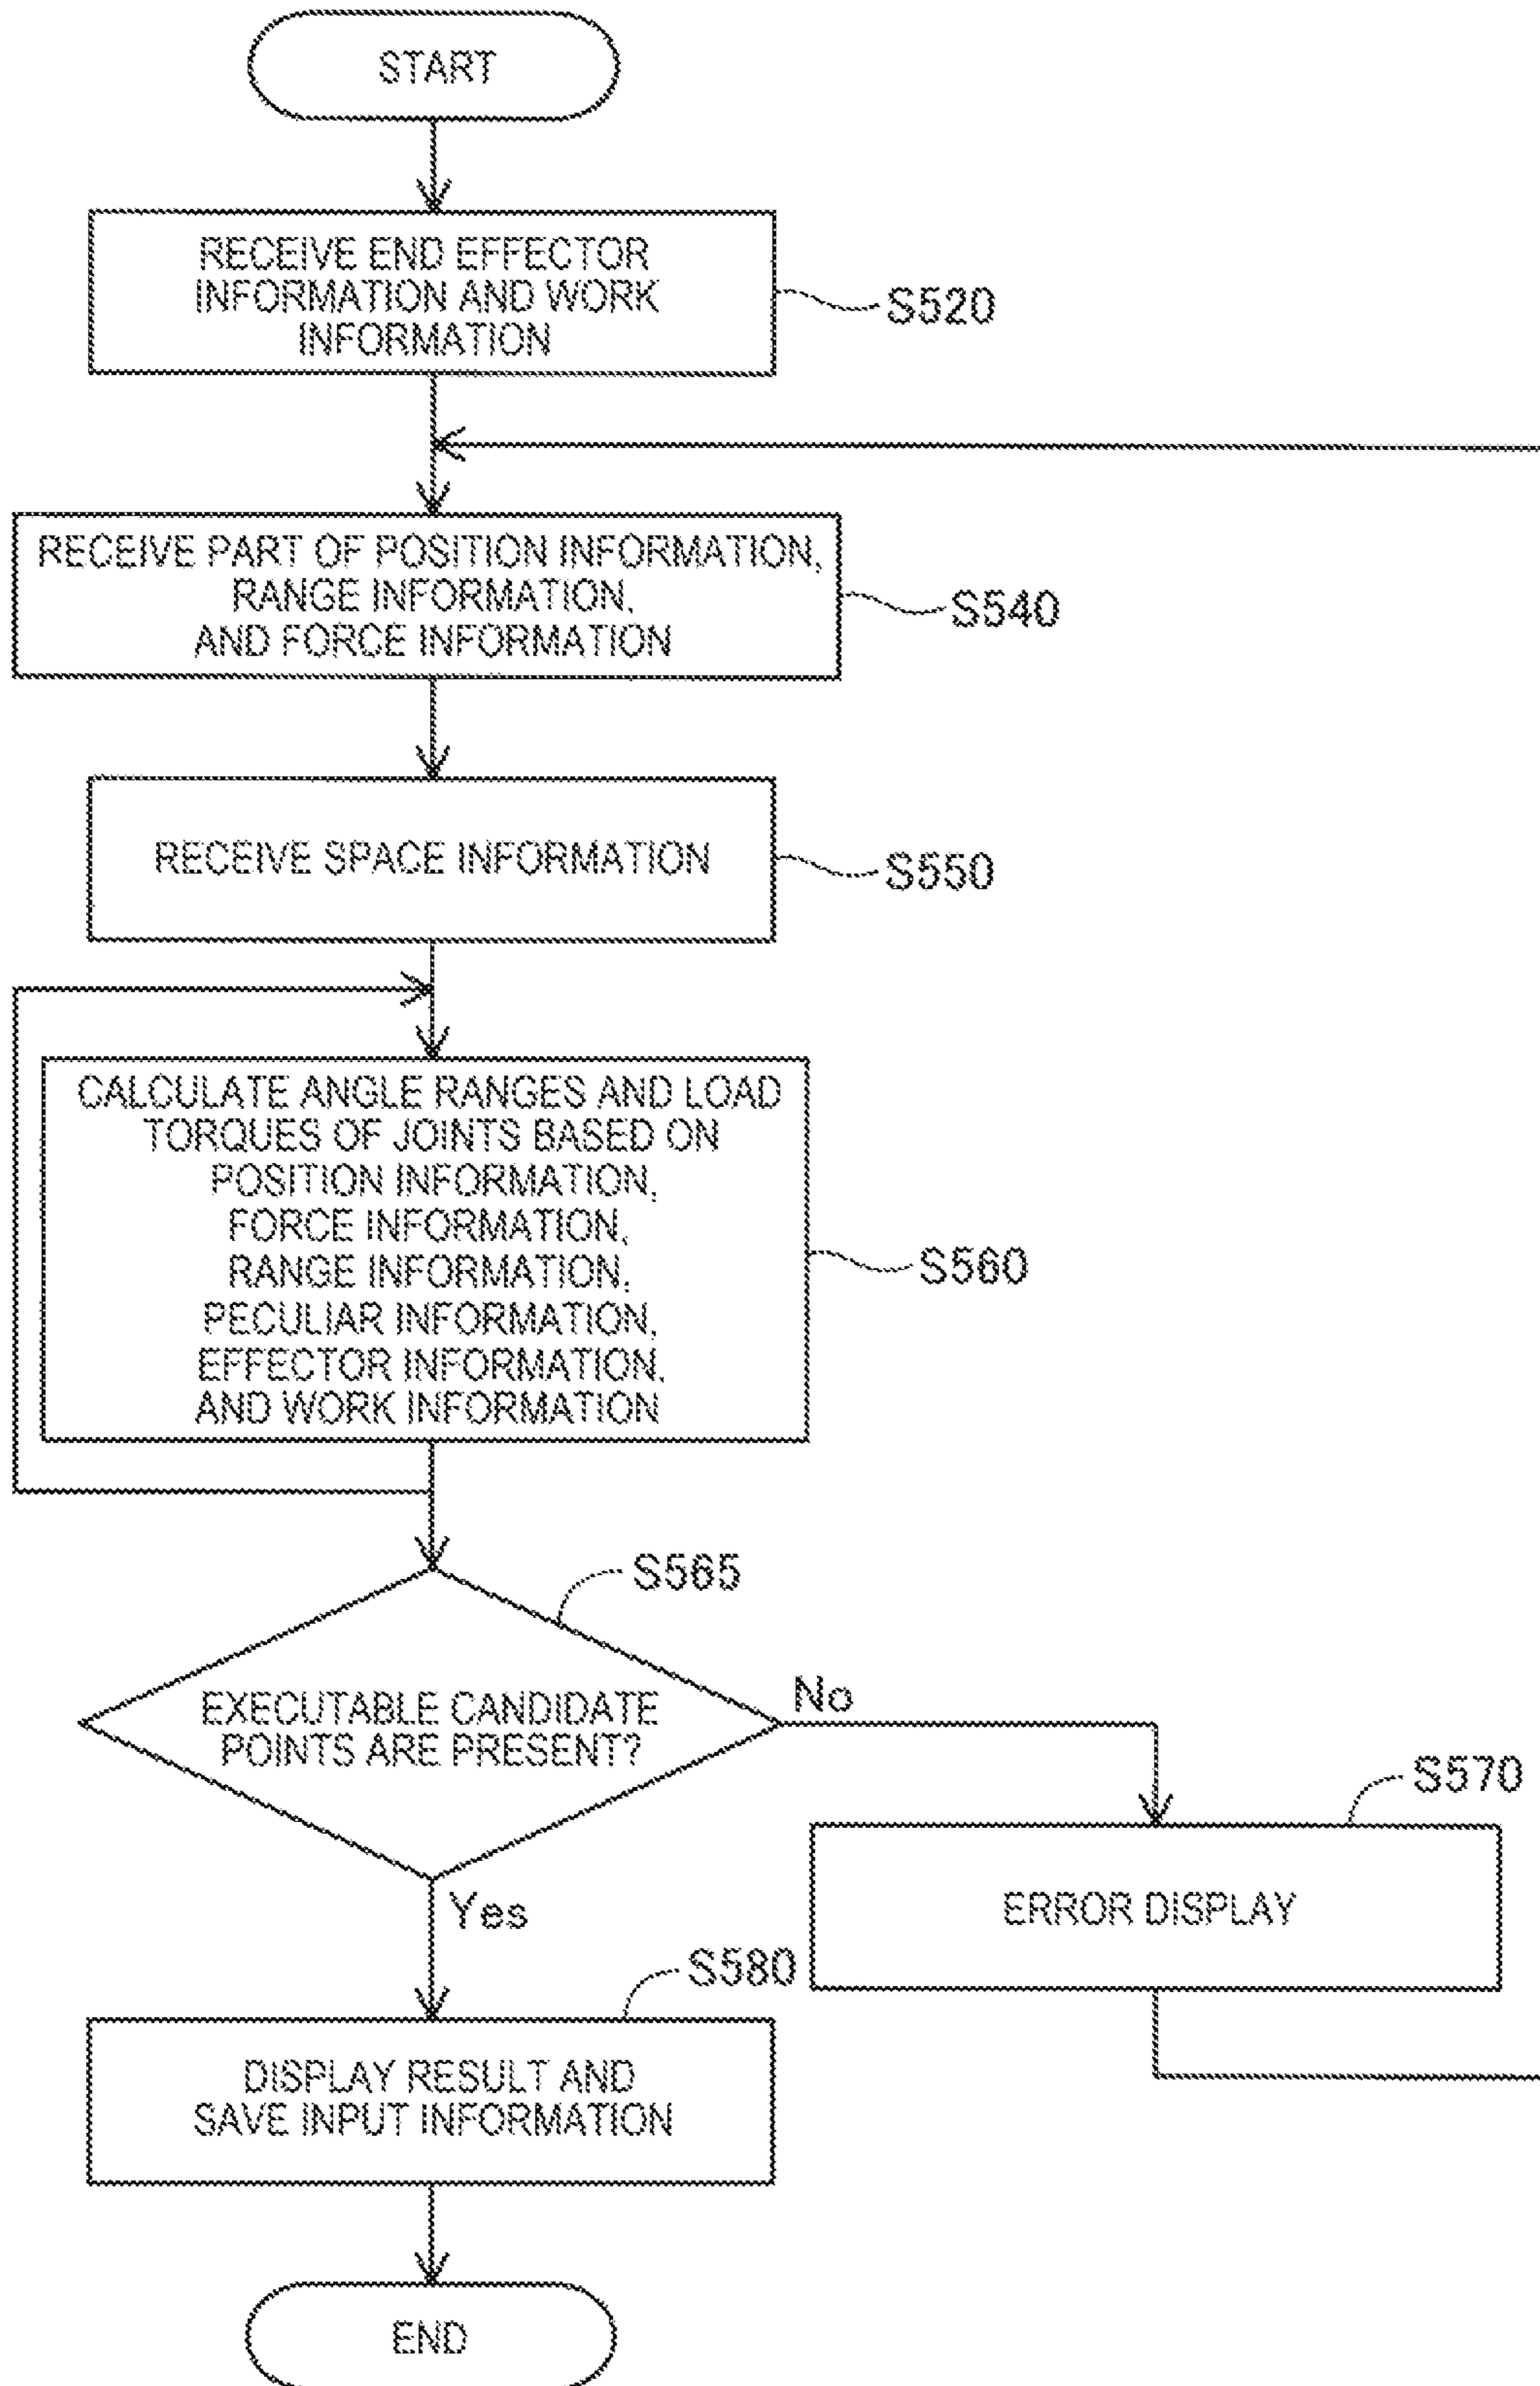 START
RECEIVE END EFFECTOR
INFORMATION AND WORK
INFORMATION
S520
RECEIVE PART OF POSITION INFORMATION,
RANGE INFORMATION,
AND FORCE INFORMATION
S540
RECEIVE SPACE INFORMATION
S550
CALCULATE ANGLE RANGES AND LOAD
TORQUES OF JOINTS BASED ON
POSITION INFORMATION,
FORCE INFORMATION,
RANGE INFORMATION,
PECULIAR INFORMATION,
EFFECTOR INFORMATION,
AND WORK INFORMATION
S560
S565
EXECUTABLE CANDIDATE
POINTS ARE PRESENT?
No
S570
ERROR DISPLAY
Yes
S580
DISPLAY RESULT AND
SAVE INPUT INFORMATION
END